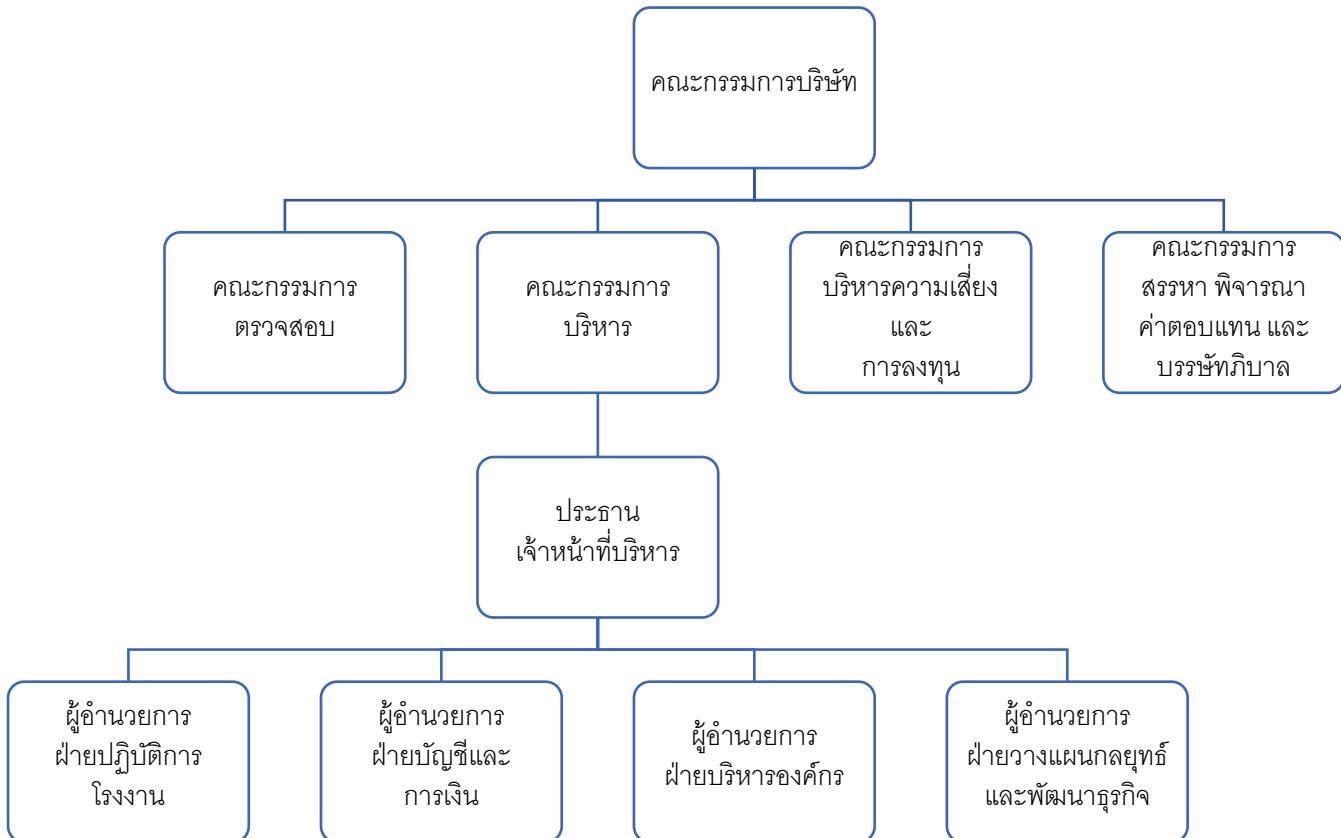 คณะกรรมการบริษัท
คณะกรรมการ
ตรวจสอบ
คณะกรรมการ
บริหาร
คณะกรรมการ
บริหารความเสี่ยง
และ
การลงทุน
คณะกรรมการ
สรรหา พิจารณา
ค่าตอบแทน และ
บรรษัทภิบาล
ประธาน
เจ้าหน้าที่บริหาร
ผู้อำนวยการ
ฝ่ายปฏิบัติการ
โรงงาน
ผู้อำนวยการ
ฝ่ายบัญชีและ
การเงิน
ผู้อำนวยการ
ฝ่ายบริหารองค์กร
ผู้อำนวยการ
ฝ่ายวางแผนกลยุทธ์
และพัฒนาธุรกิจ